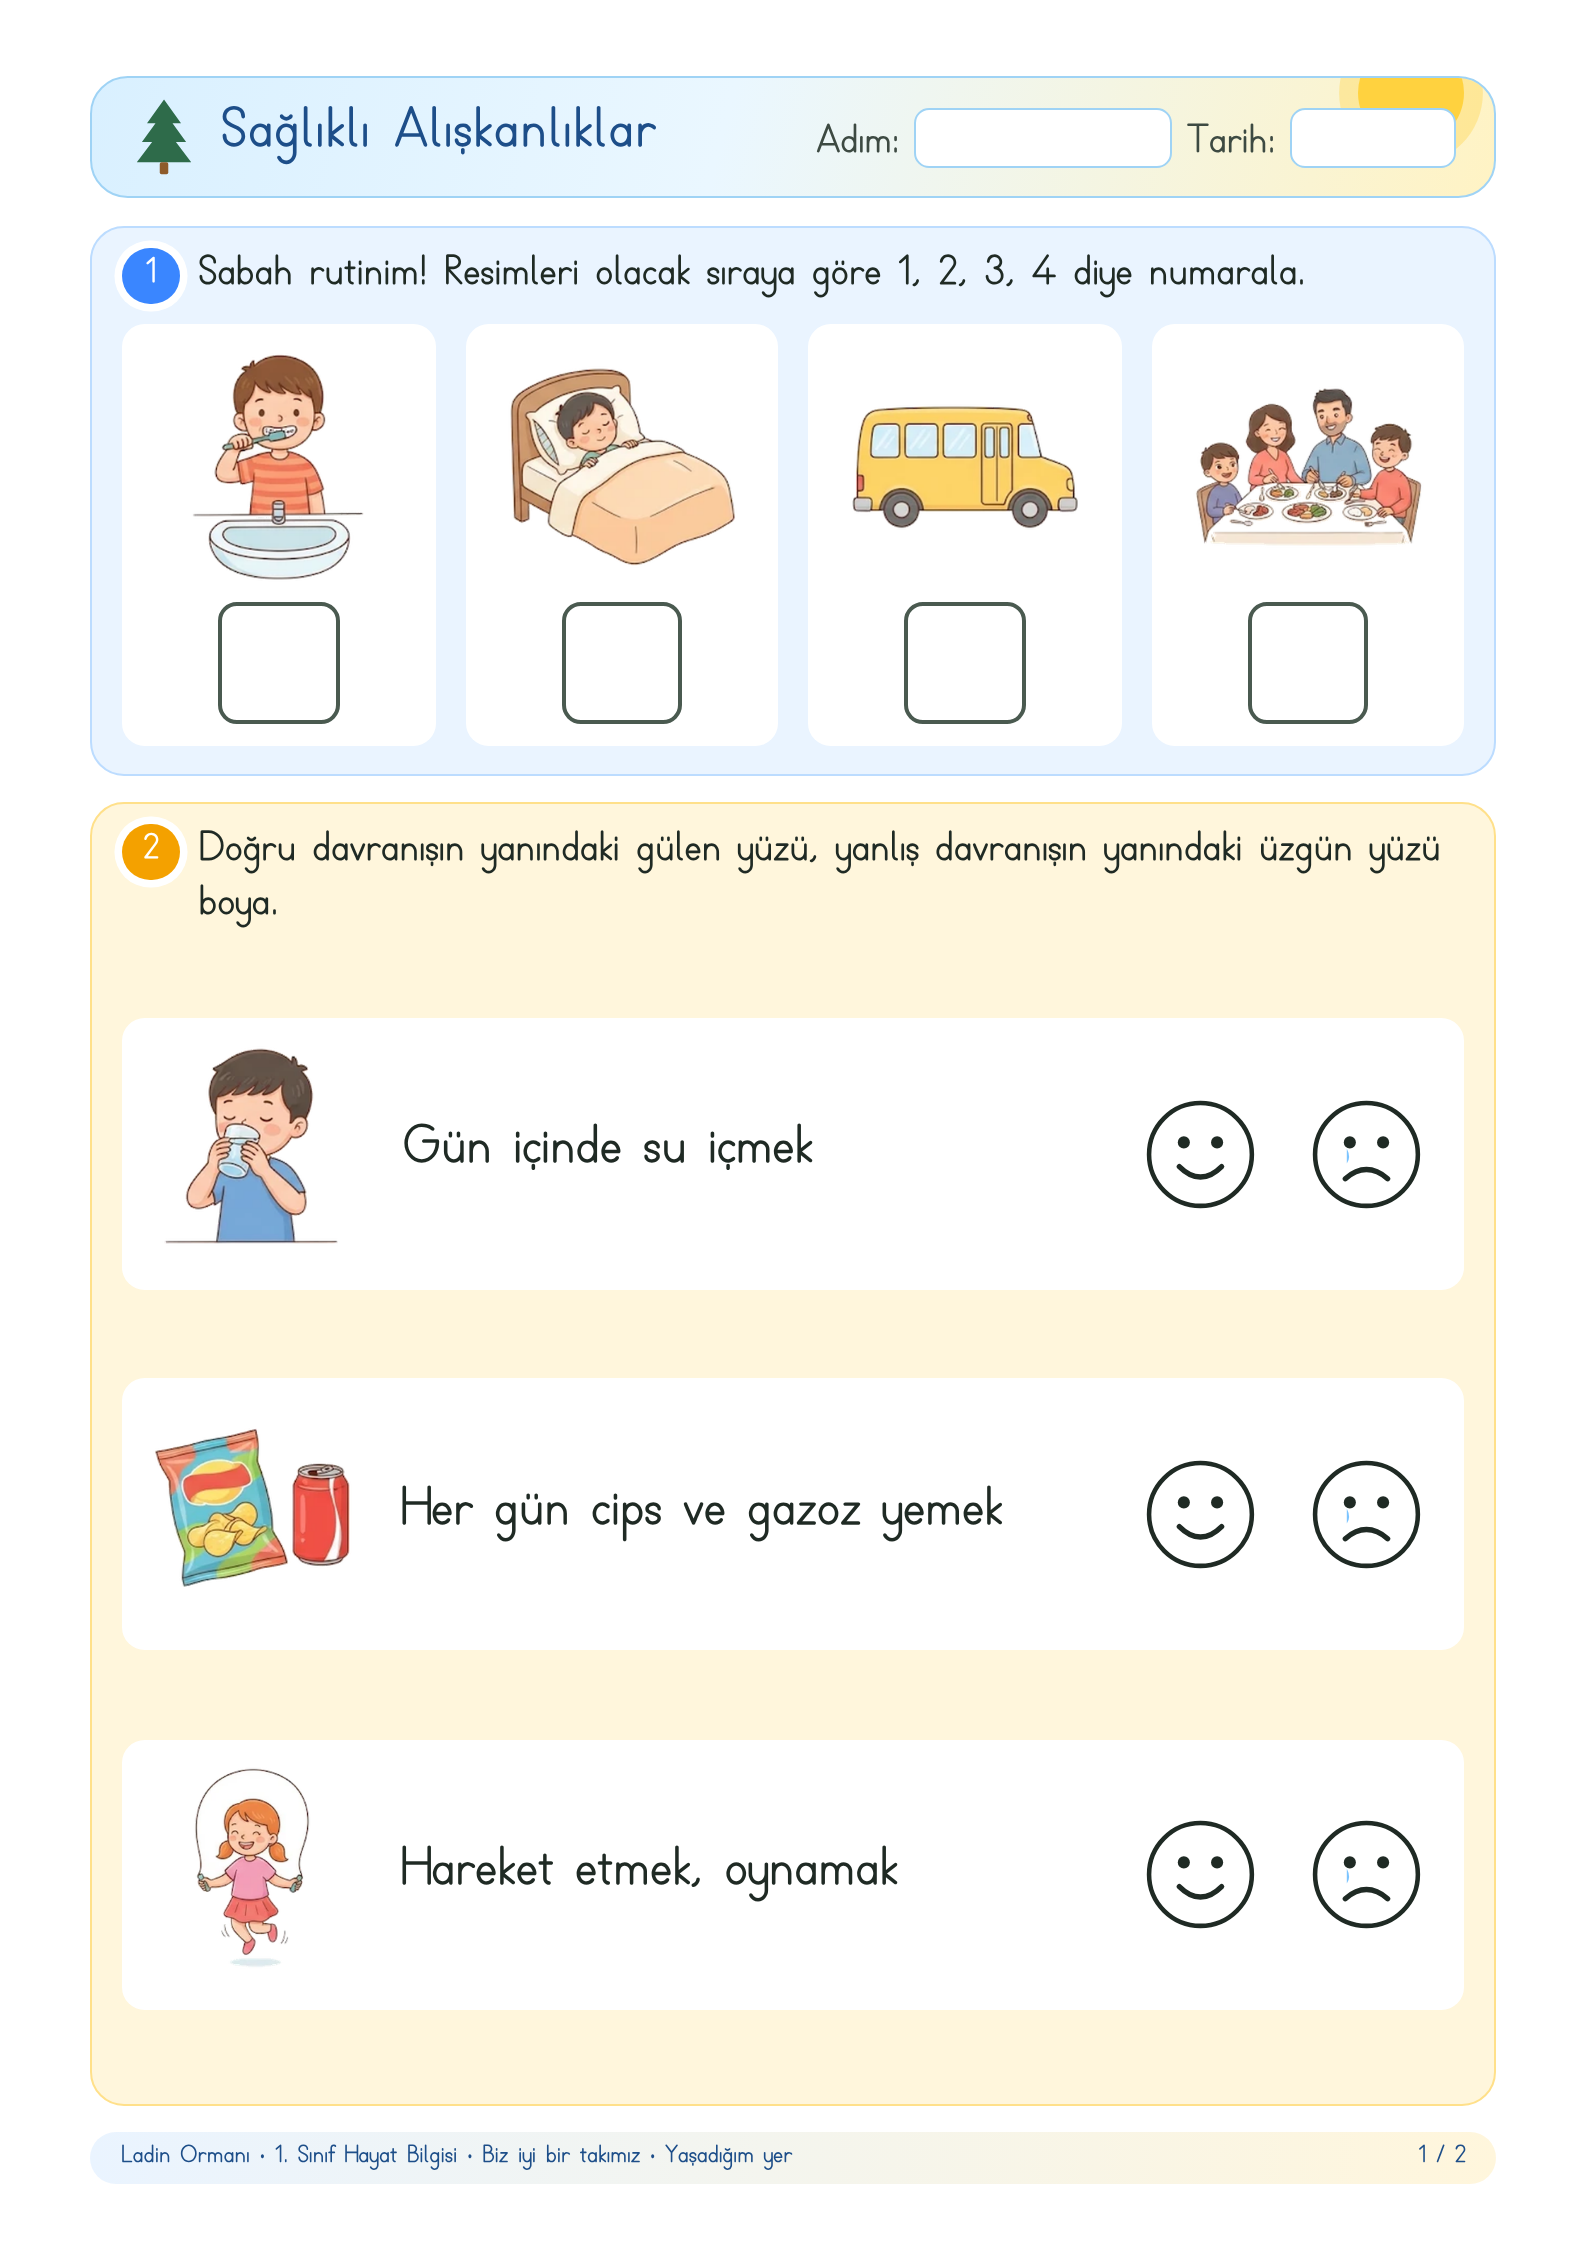 Sağlıklı Alışkanlıklar
Adım:
Tarih:
1 Sabah rutinim! Resimleri olacak sıraya göre 1, 2, 3, 4 diye numarala.
2 Doğru davranışın yanındaki gülen yüzü, yanlış davranışın yanındaki üzgün yüzü
boya.
Gün içinde su içmek
Her gün cips ve gazoz yemek
Hareket etmek, oynamak
Ladin Ormanı • 1. Sınıf Hayat Bilgisi • Biz iyi bir takımız • Yaşadığım yer
1 / 2